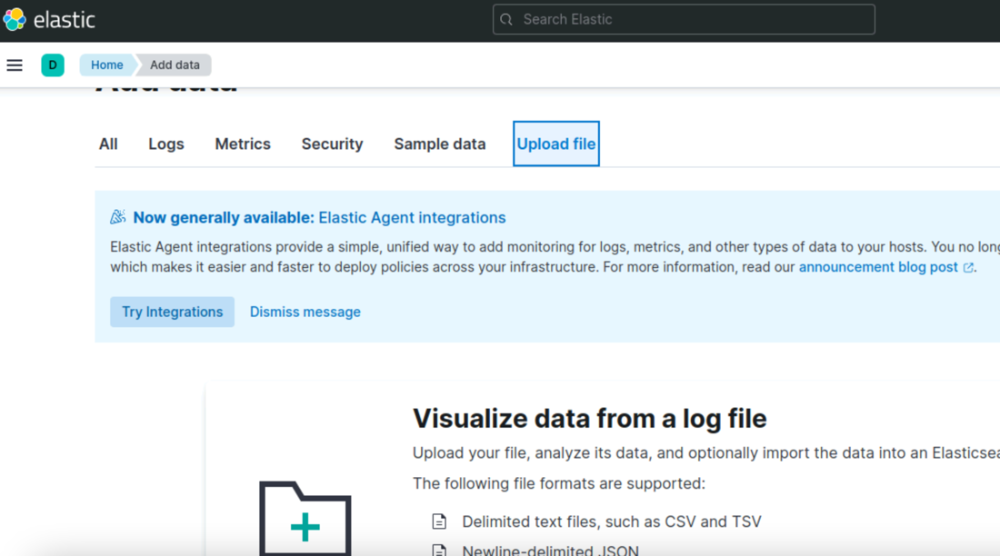 elastic
Search Elastic
D
Home
Add data
Add data
All
Logs
Metrics
Security
Sample data
Upload file
Now generally available: Elastic Agent integrations
Elastic Agent integrations provide a simple, unified way to add monitoring for logs, metrics, and other types of data to your hosts. You no long
which makes it easier and faster to deploy policies across your infrastructure. For more information, read our announcement blog post.
Try Integrations
Dismiss message
Visualize data from a log file
Upload your file, analyze its data, and optionally import the data into an Elasticsea
The following file formats are supported:
Delimited text files, such as CSV and TSV
Newline-delimited JSON